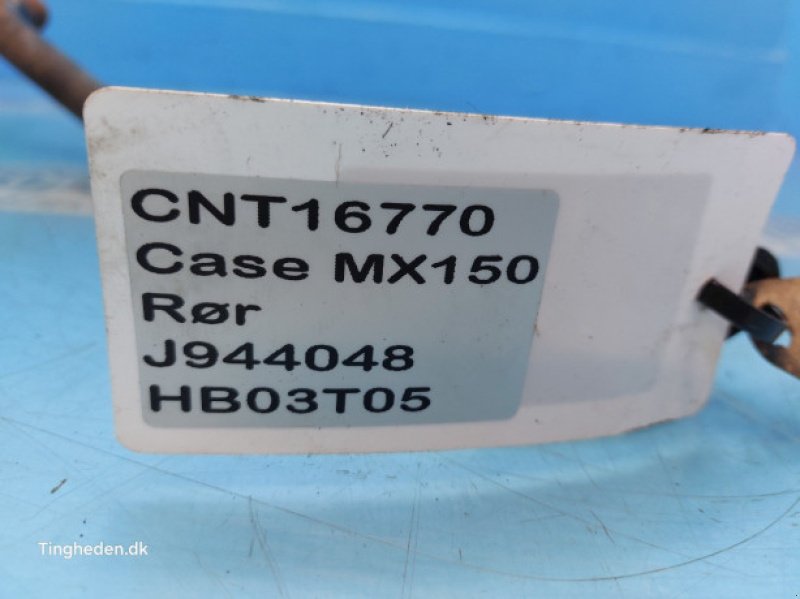 CNT16770
Case MX150
Rør
J944048
HB03T05
Tingheden.dk